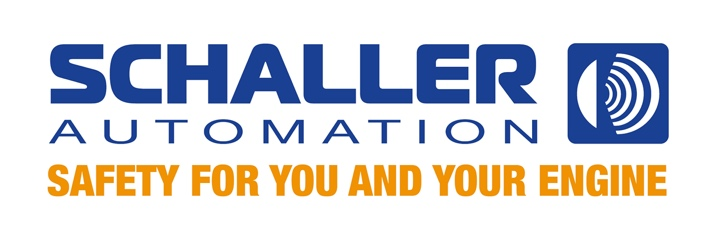 SCHALLER
AUTOMATION
SAFETY FOR YOU AND YOUR ENGINE